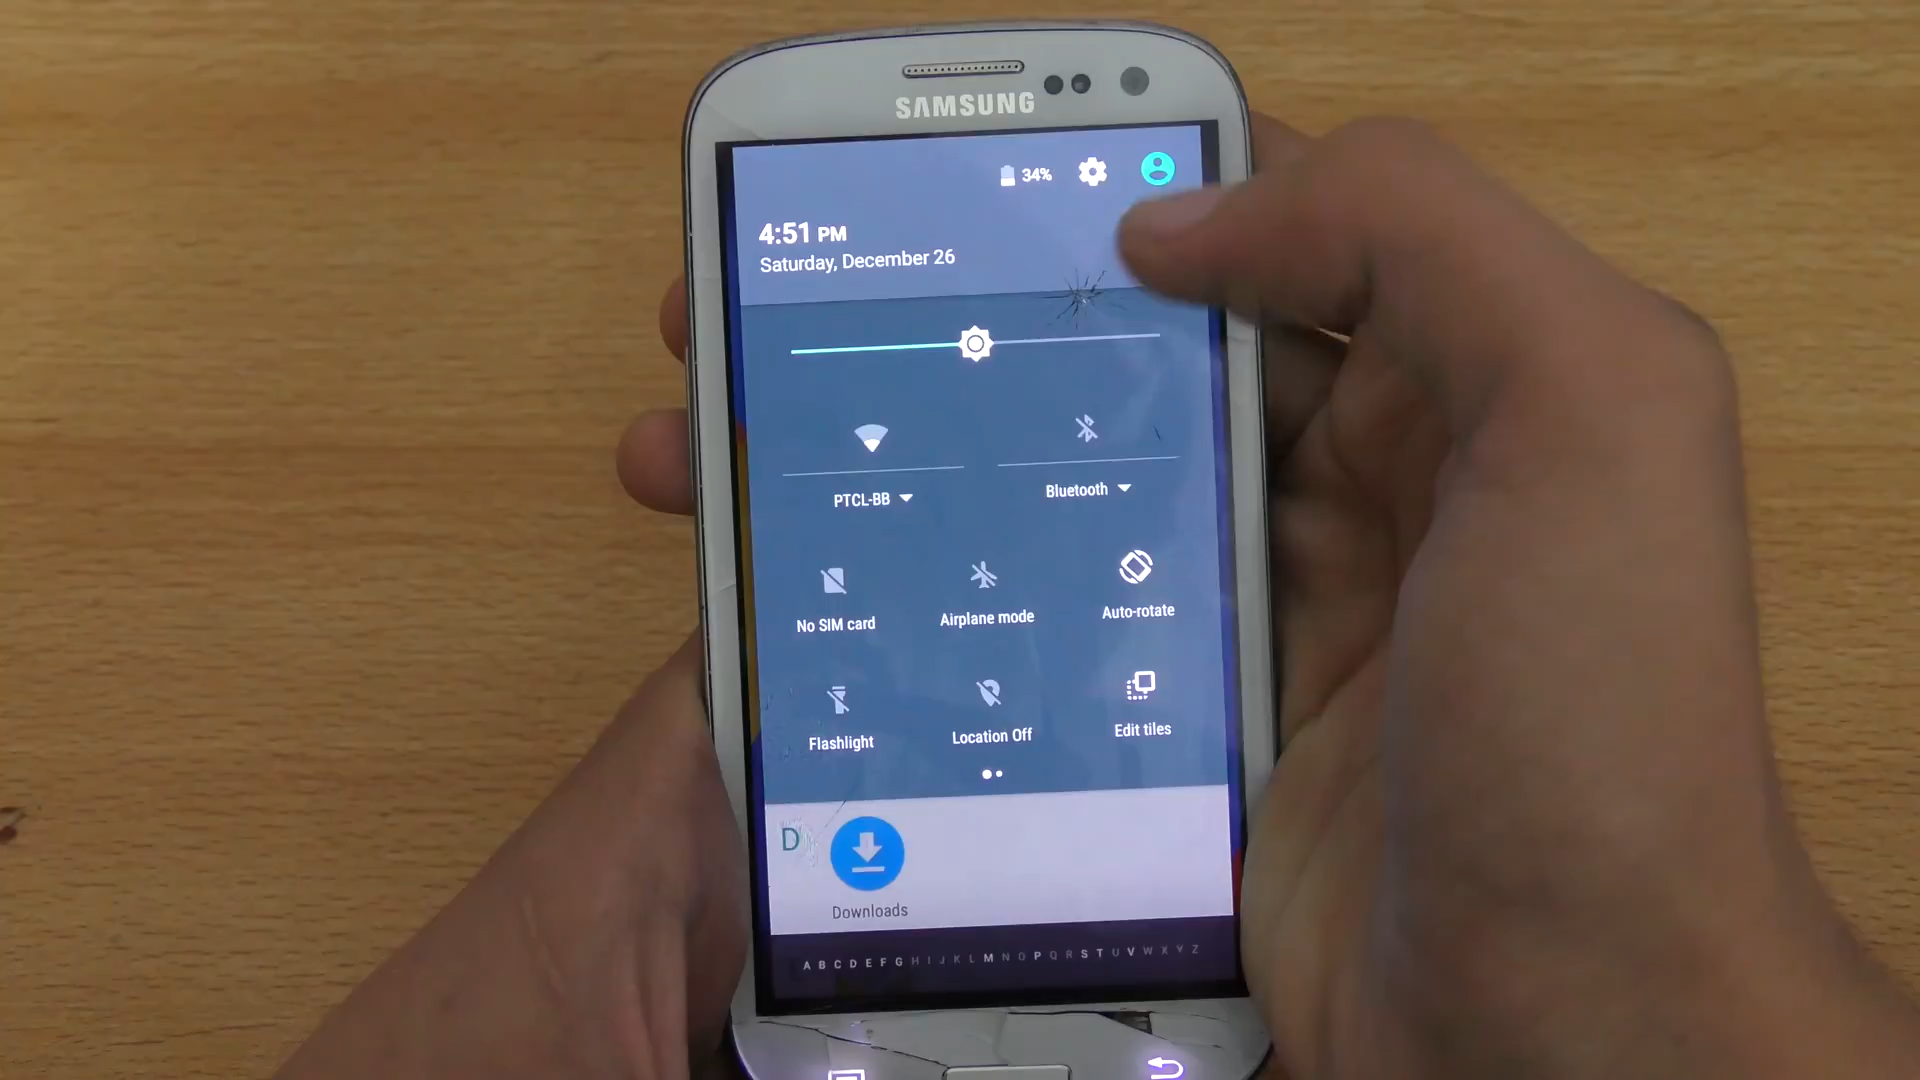 SAMSUNG
34%
4:51 PM
Saturday, December 26
PTCL-BB
Bluetooth
No SIM card
Airplane mode
Auto-rotate
Flashlight
Location Off
Edit tiles
D
Downloads
A B C D E F G H I J K L M N O P Q R S T U V W X Y Z